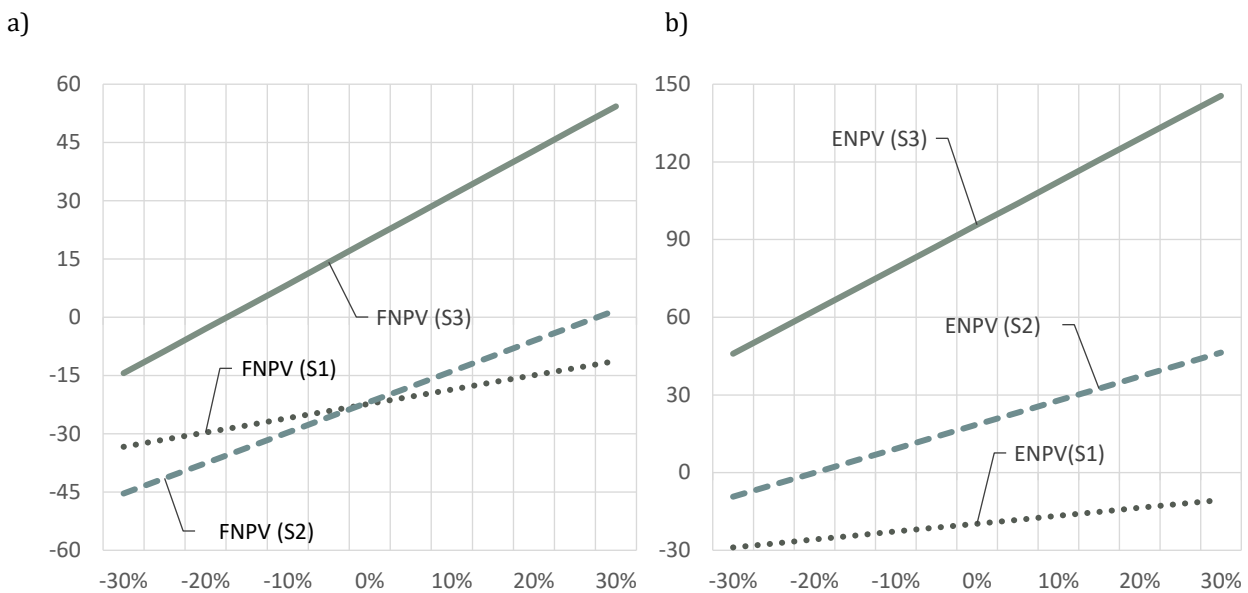 a)
60
45
30
15
0
-15
-30
-45
-60
FNPV (S3)
FNPV (S1)
FNPV (S2)
-30% -20% -10% 0% 10% 20% 30%
b)
150
120
90
60
30
0
-30
ENPV (S3)
ENPV (S2)
ENPV(S1)
-30% -20% -10% 0% 10% 20% 30%